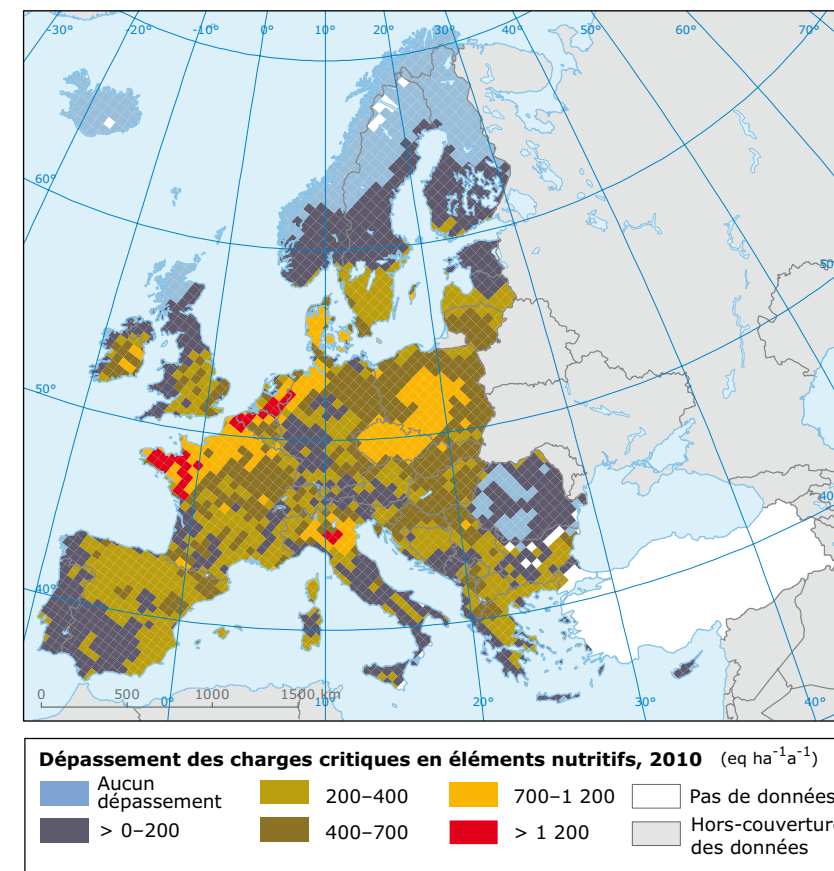 -30° -20° -10° 0° 10° 20° 30° 40° 50° 60° 70°
60°
50°
50°
40°
40°
0 500 1000 1500 km
0° 10° 20° 30° 40°
Dépassement des charges critiques en éléments nutritifs, 2010 (eq ha⁻¹a⁻¹)
Aucun
dépassement
200–400
700–1 200
Pas de données
> 0–200
400–700
> 1 200
Hors-couverture
des données